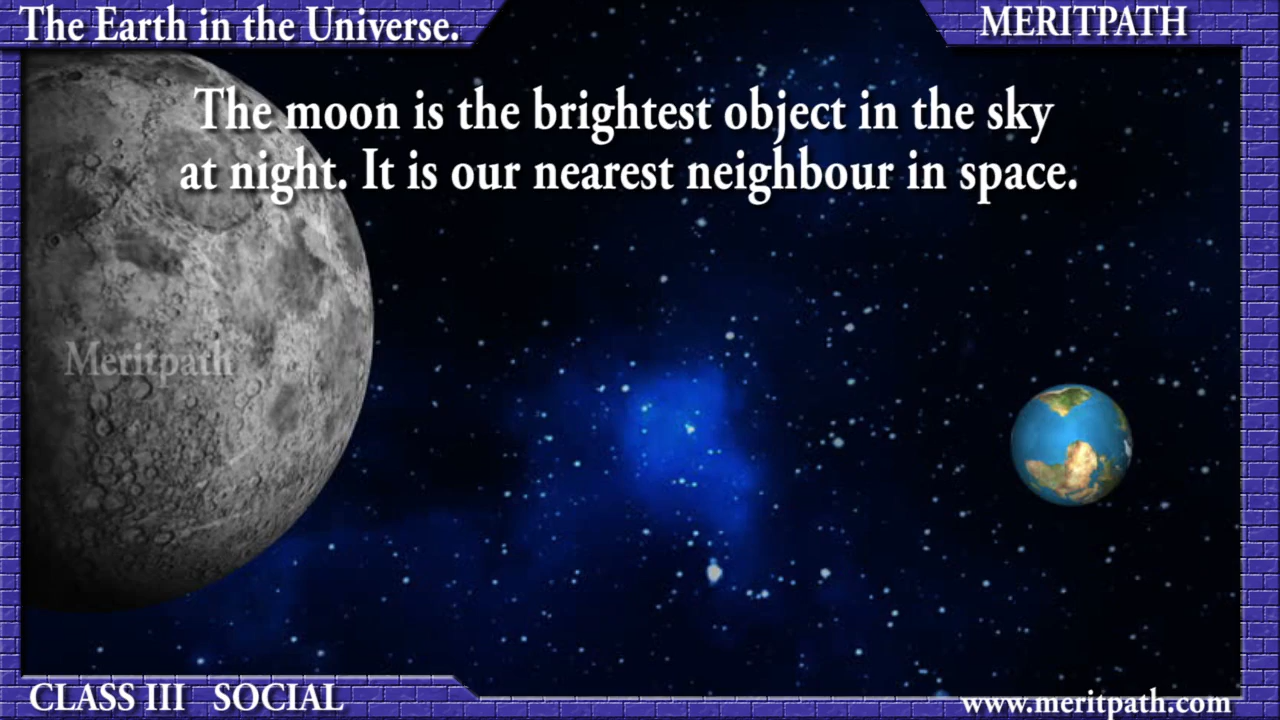 The Earth in the Universe.
MERITPATH
The moon is the brightest object in the sky
at night. It is our nearest neighbour in space.
Meritpath
CLASS III SOCIAL
www.meritpath.com